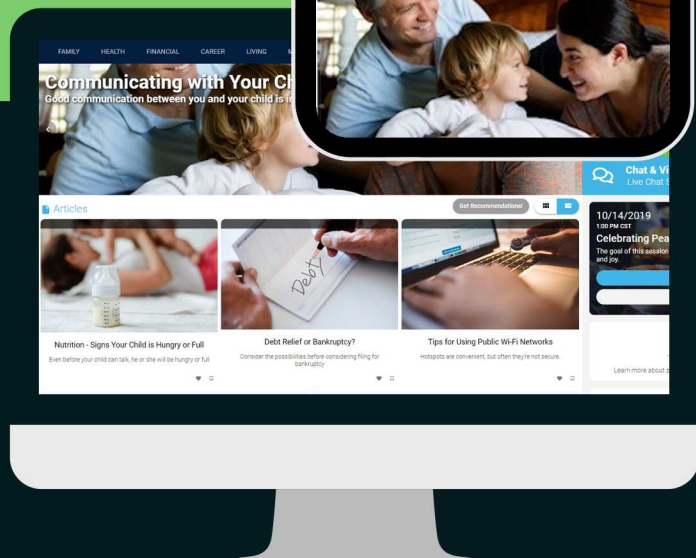 FAMILY HEALTH FINANCIAL CAREER LIVING
Communicating with Your
Good communication between you and your child is
Articles
Get Recommendations!
Chat &
Live Chat
10/14/2019
1:00 PM CST
Celebrating
The goal of this session
and joy.
Debt
Nutrition - Signs Your Child is Hungry or Full
Even before your child can talk, he or she will be hungry or full
Debt Relief or Bankruptcy?
Consider the possibilities before considering filing for
bankruptcy
Tips for Using Public Wi-Fi Networks
Hotspots are convenient, but often they're not secure.
Learn more about